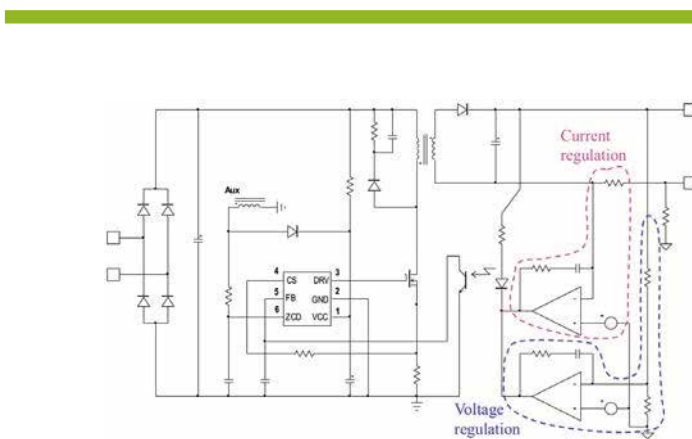 Current
regulation
Aux
4 CS DRV 3
5 FB GND 2
6 ZCD VCC 1
Voltage
regulation